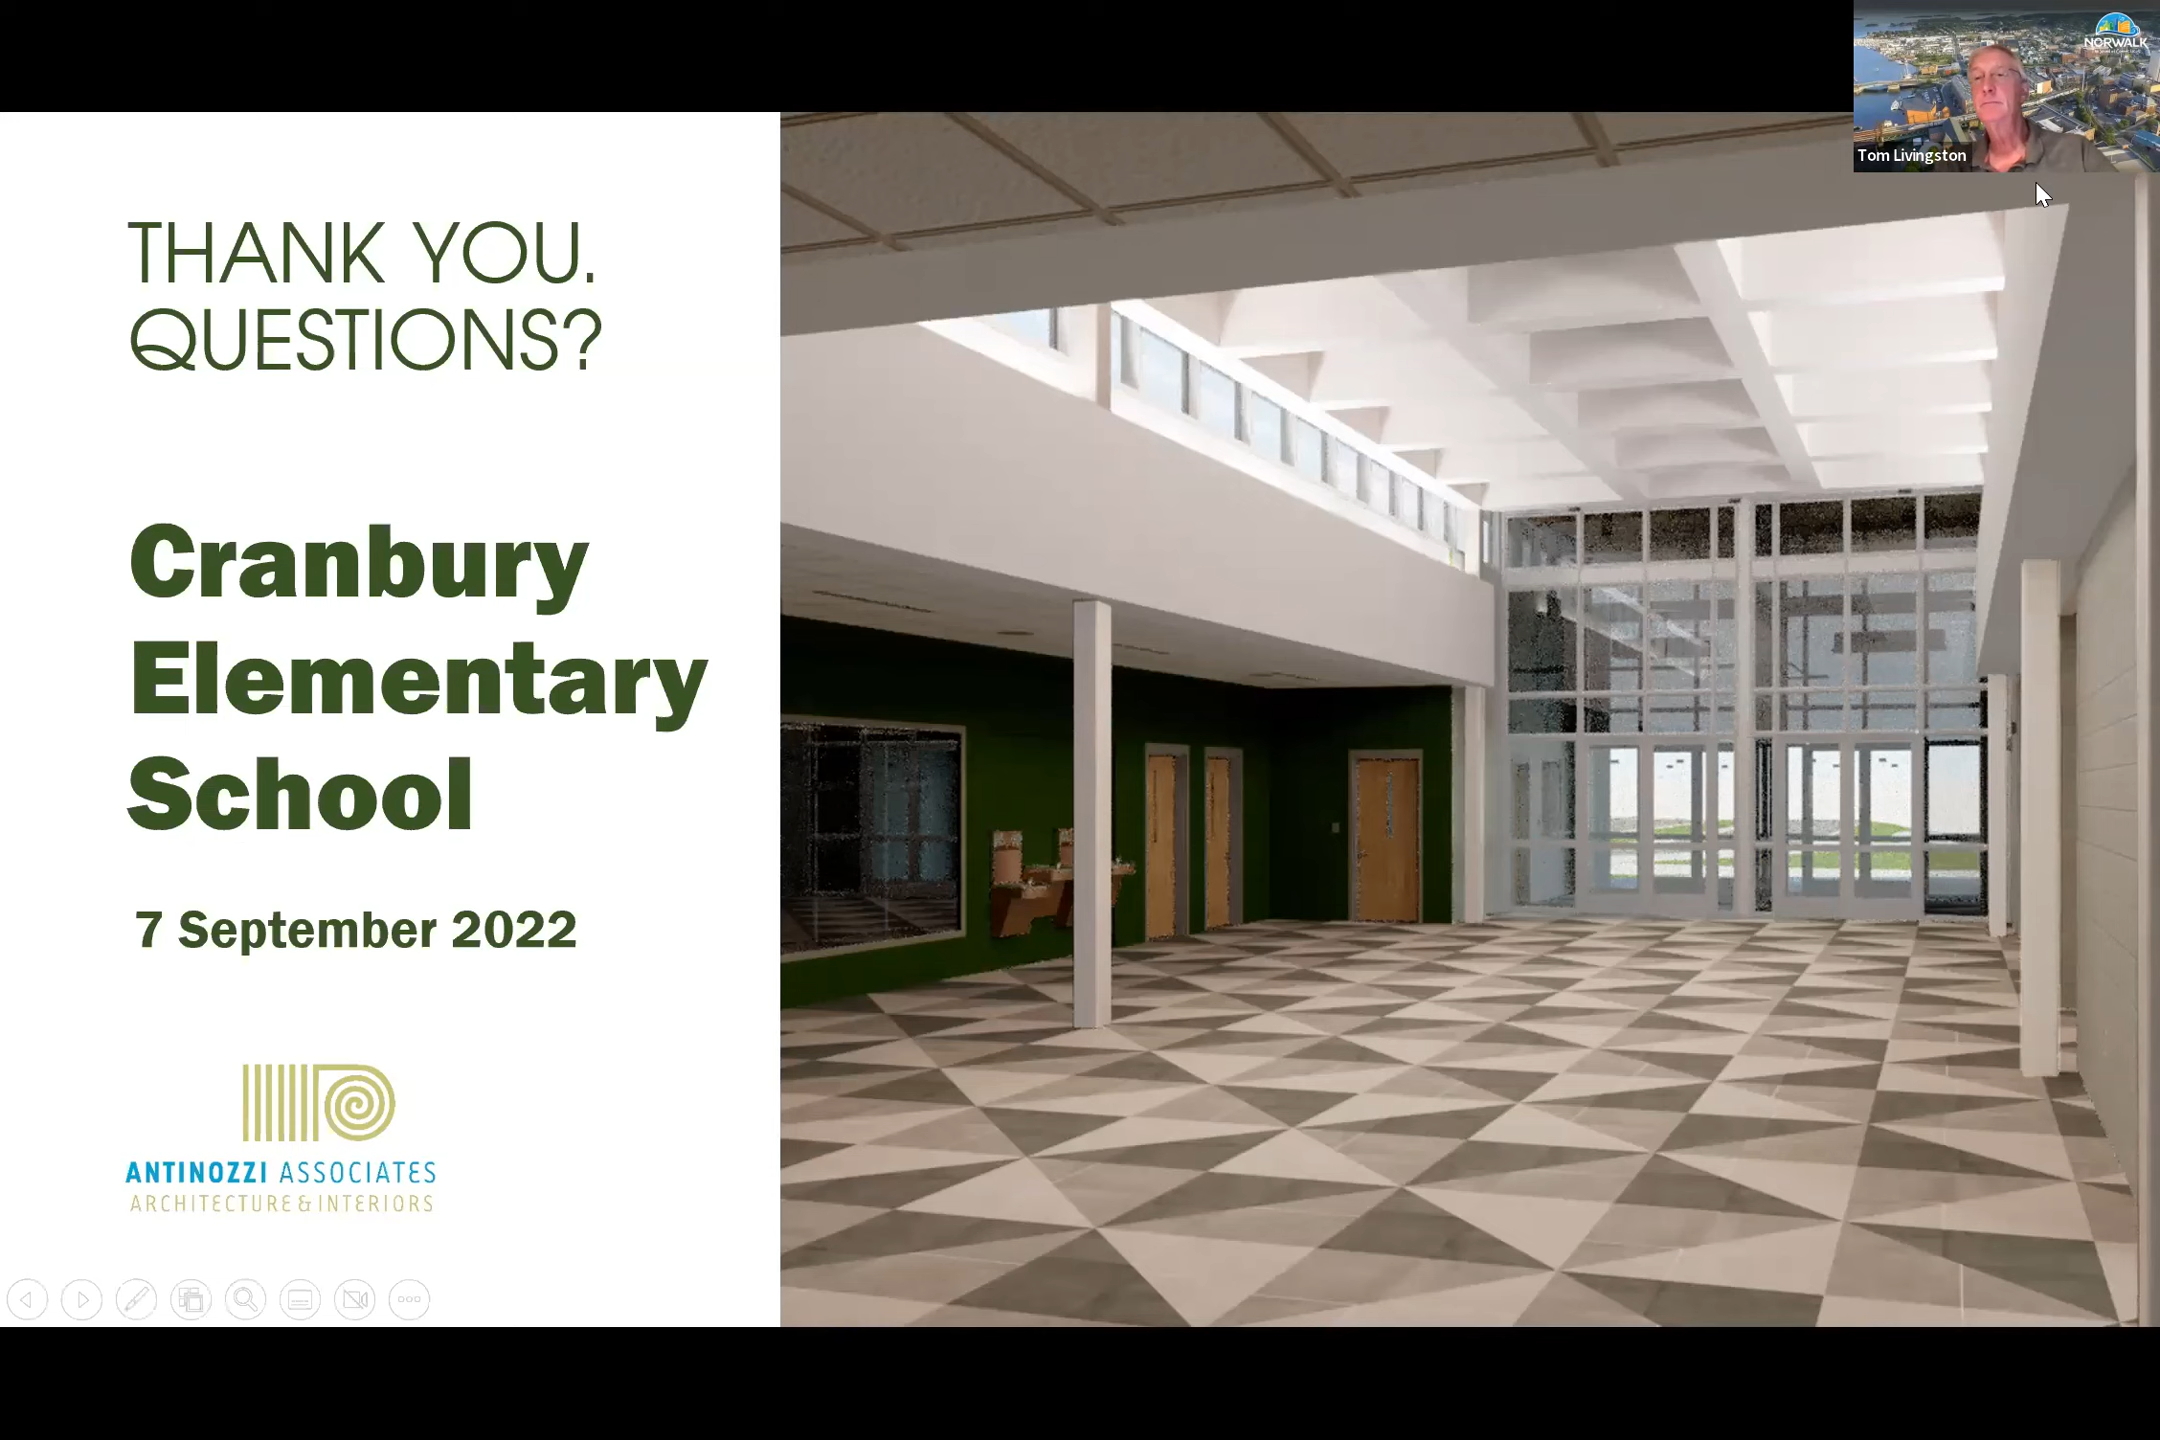 NORWALK
Tom Livingston
THANK YOU.
QUESTIONS?
Cranbury
Elementary
School
7 September 2022
ANTINOZZI ASSOCIATES
ARCHITECTURE & INTERIORS